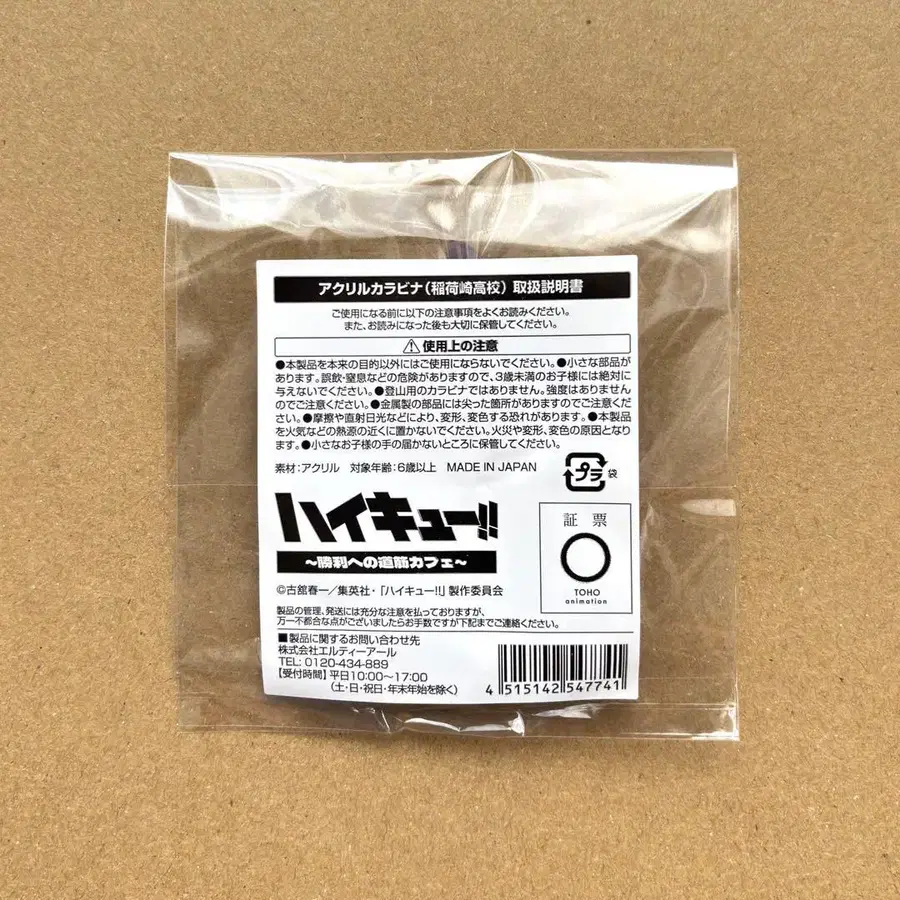 アクリルカラビナ（稲荷崎高校）取扱説明書
ご使用になる前に以下の注意事項をよくお読みください。
また、お読みになった後も大切に保管してください。
⚠使用上の注意
●本製品を本来の目的以外にはご使用にならないでください。●小さな部品が
あります。誤飲・窒息などの危険がありますので、3歳未満のお子様には絶対に
与えないでください。●登山用のカラビナではありません。強度はありません
のでご注意ください。●金属製の部品には尖った箇所がありますのでご注意くださ
い。●摩擦や直射日光などにより、変形、変色する恐れがあります。●本製品
を火気などの熱源の近くに置かないでください。火災や変形、変色の原因となり
ます。●小さなお子様の手の届かないところに保管してください。
素材：アクリル 対象年齢：6歳以上 MADE IN JAPAN
プラ 袋
ハイキュー!!
～勝利への道筋カフェ～
証票
TOHO
animation
©古舘春一／集英社・「ハイキュー!!」製作委員会
製品の管理、発送には充分な注意を払っておりますが、
万一不都合な点がございましたらお手数ですが下記までご連絡ください。
■製品に関するお問い合わせ先
株式会社エルティーアール
TEL: 0120-434-889
【受付時間】平日10:00～17:00
（土・日・祝日・年末年始を除く）
4 515142 547741